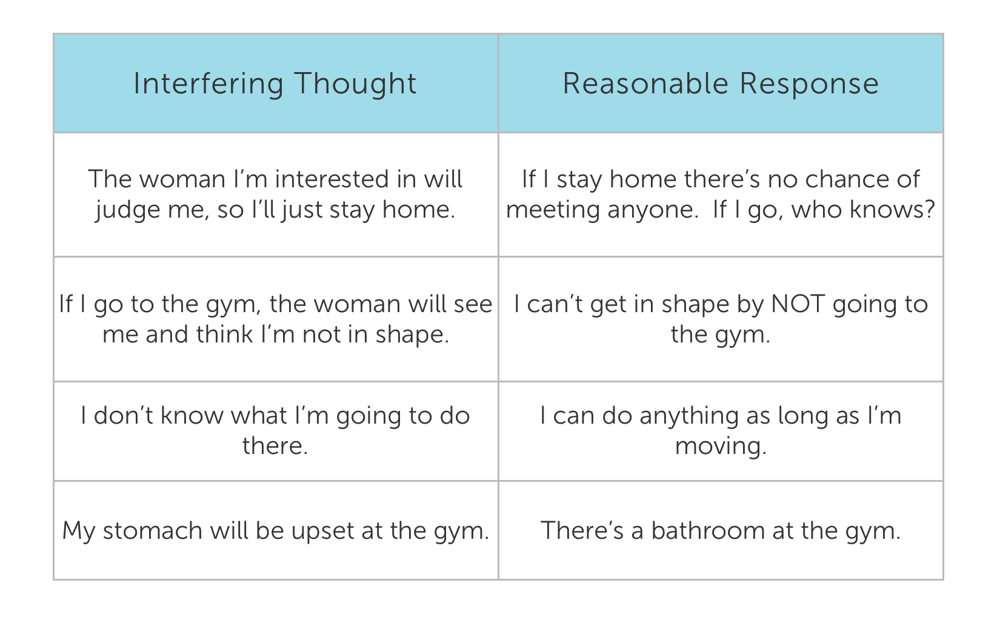 Interfering Thought
Reasonable Response
The woman I’m interested in will
judge me, so I’ll just stay home.
If I stay home there’s no chance of
meeting anyone.  If I go, who knows?
If I go to the gym, the woman will see
me and think I’m not in shape.
I can’t get in shape by NOT going to
the gym.
I don’t know what I’m going to do
there.
I can do anything as long as I’m
moving.
My stomach will be upset at the gym.
There’s a bathroom at the gym.